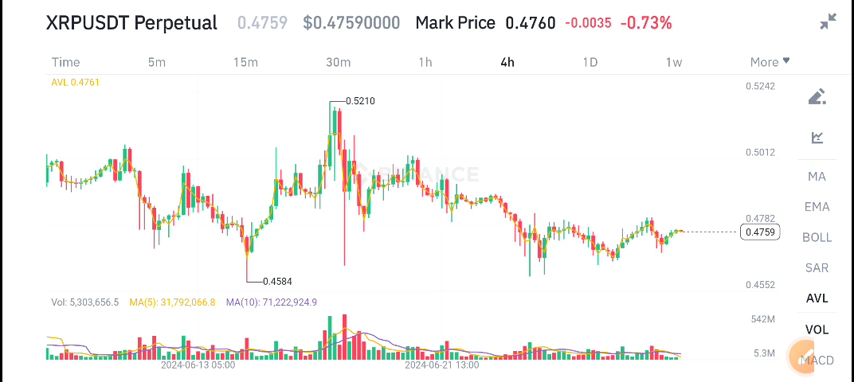 XRPUSDT Perpetual 0.4759 $0.47590000 Mark Price 0.4760 -0.0035 -0.73%
Time 5m 15m 30m 1h 4h 1D 1w More
AVL 0.4761
0.5242
0.5210
0.5012
BINANCE
MA
EMA
0.4782
0.4759
BOLL
SAR
0.4584
0.4552
AVL
Vol: 5,303,656.5 MA(5): 31,792,066.8 MA(10): 71,222,924.9
542M
VOL
5.3M
MACD
2024-06-13 05:00 2024-06-21 13:00